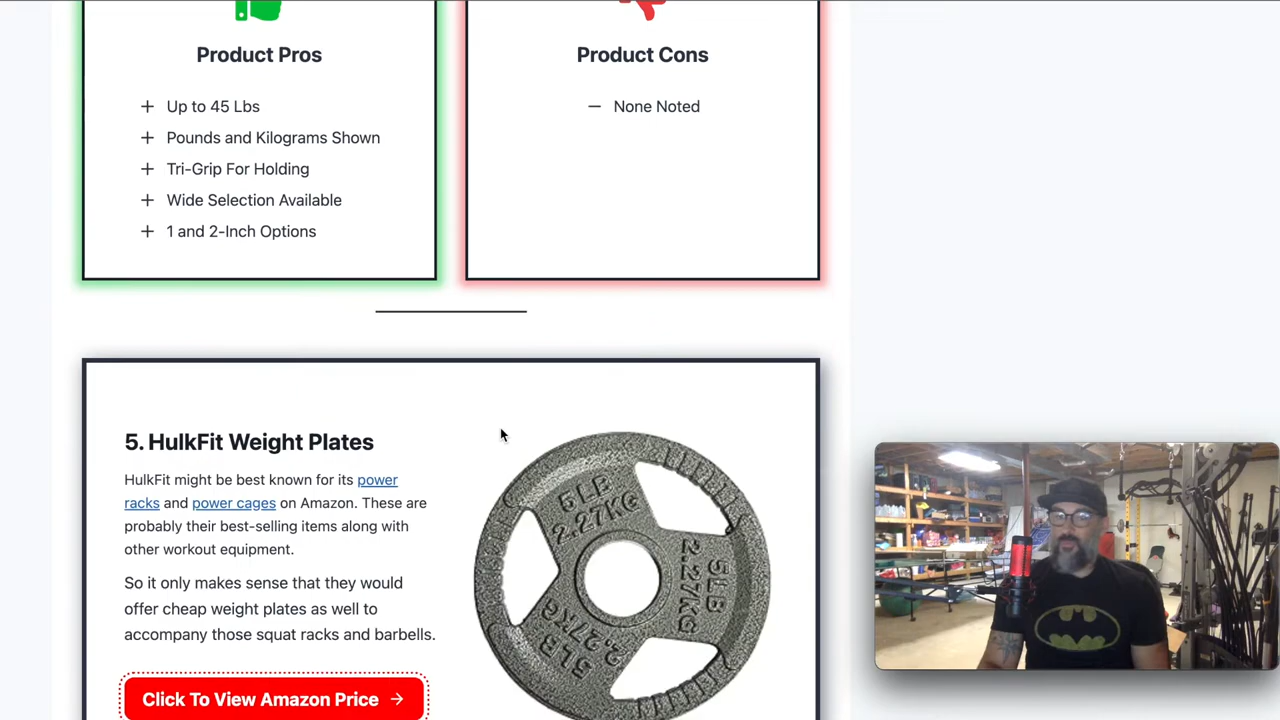 Product Pros
+ Up to 45 Lbs
+ Pounds and Kilograms Shown
+ Tri-Grip For Holding
+ Wide Selection Available
+ 1 and 2-Inch Options
Product Cons
— None Noted
5. HulkFit Weight Plates
HulkFit might be best known for its power
racks and power cages on Amazon. These are
probably their best-selling items along with
other workout equipment.
So it only makes sense that they would
offer cheap weight plates as well to
accompany those squat racks and barbells.
Click To View Amazon Price →
5 LB
2.27KG
5LB
2.27KG
5LB
2.27KG